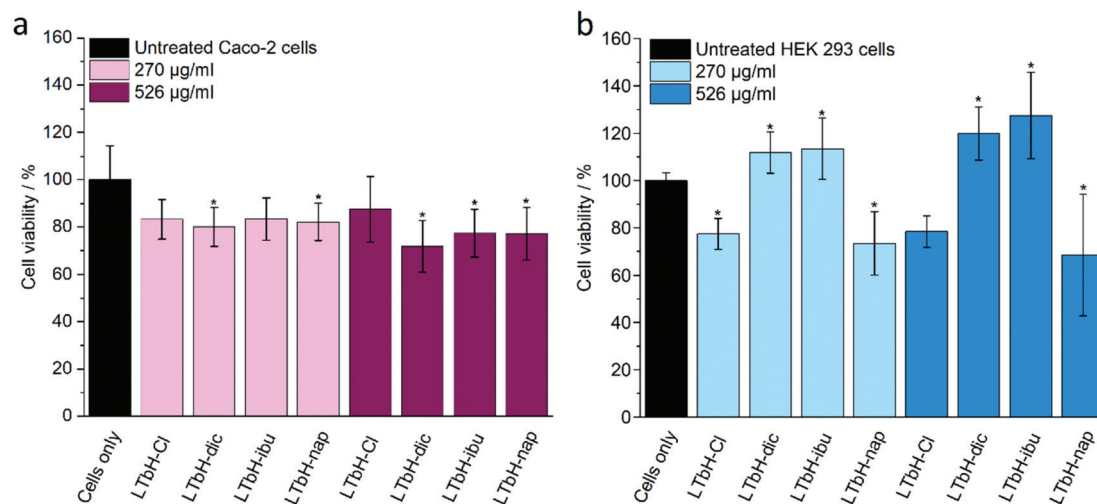 a
Cell viability / %
160
140
120
100
80
60
40
20
0
Untreated Caco-2 cells
270 µg/ml
526 µg/ml
*
*
*
*
*
Cells only
LTbH-Cl
LTbH-dic
LTbH-ibu
LTbH-nap
LTbH-Cl
LTbH-dic
LTbH-ibu
LTbH-nap
b
Cell viability / %
160
140
120
100
80
60
40
20
0
Untreated HEK 293 cells
270 µg/ml
526 µg/ml
*
*
*
*
*
*
*
Cells only
LTbH-Cl
LTbH-dic
LTbH-ibu
LTbH-nap
LTbH-Cl
LTbH-dic
LTbH-ibu
LTbH-nap